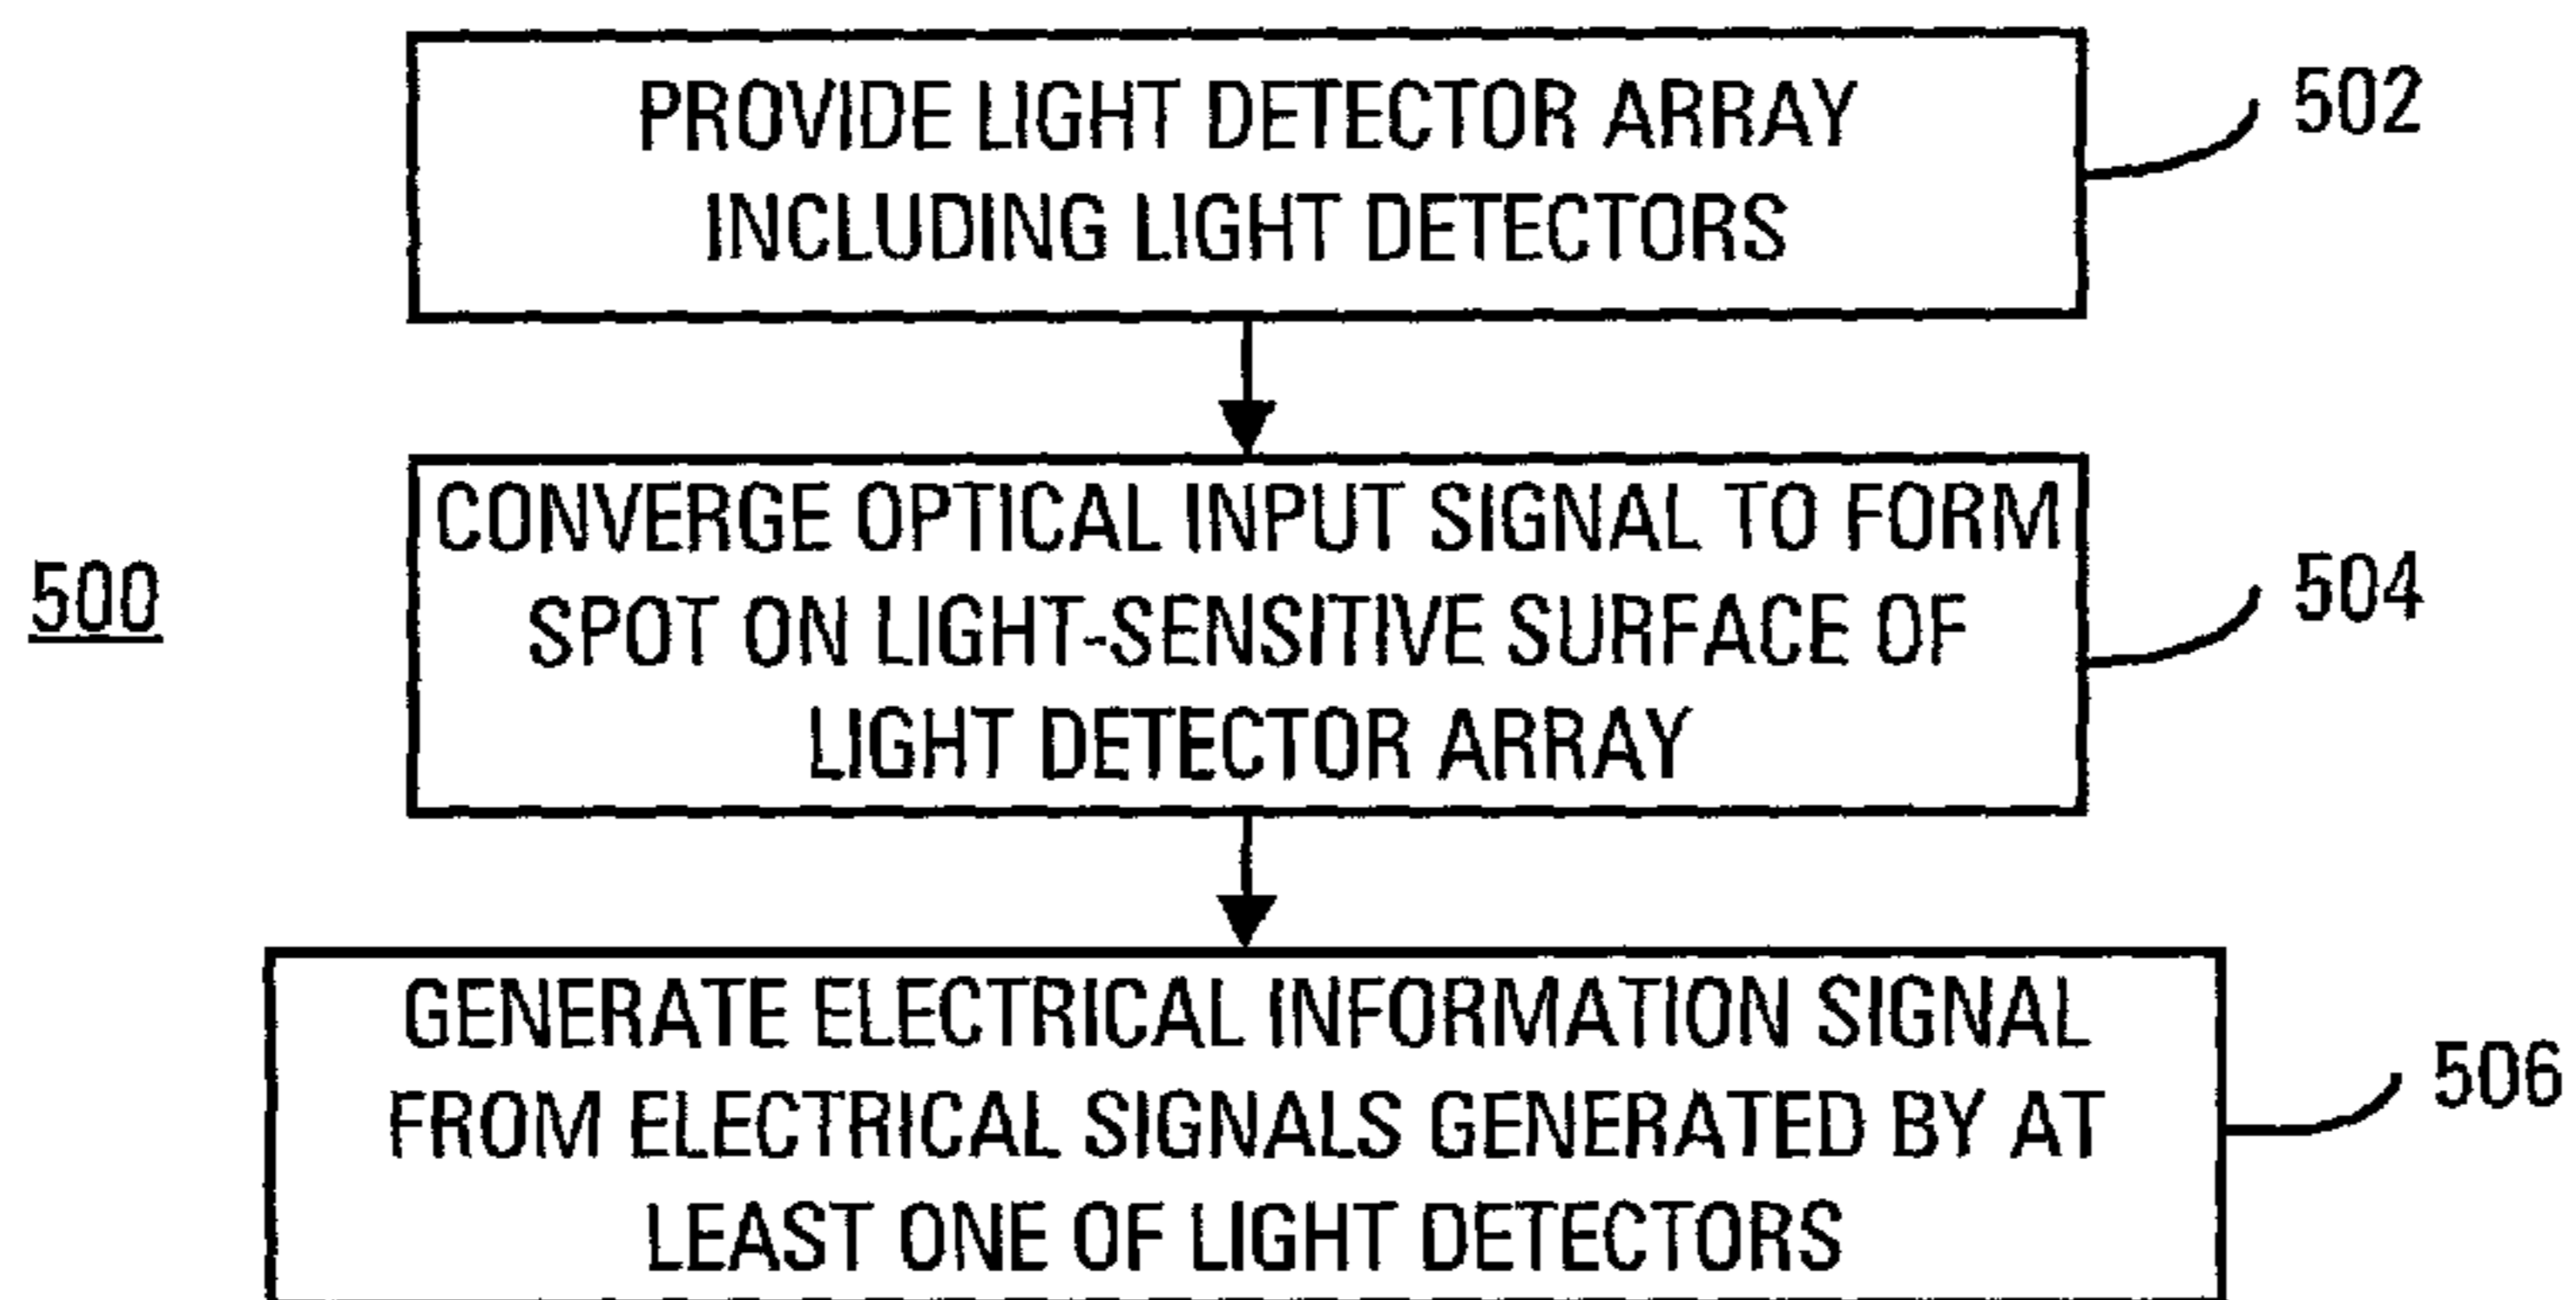 PROVIDE LIGHT DETECTOR ARRAY
INCLUDING LIGHT DETECTORS
502
CONVERGE OPTICAL INPUT SIGNAL TO FORM
SPOT ON LIGHT-SENSITIVE SURFACE OF
LIGHT DETECTOR ARRAY
500
504
GENERATE ELECTRICAL INFORMATION SIGNAL
FROM ELECTRICAL SIGNALS GENERATED BY AT
LEAST ONE OF LIGHT DETECTORS
506